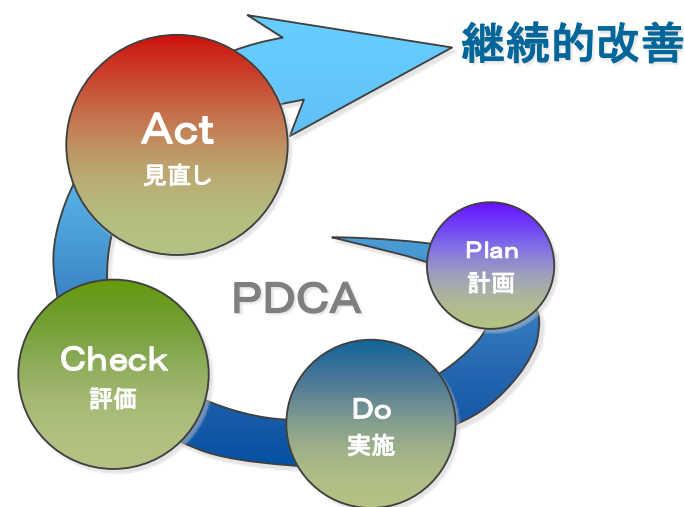 継続的改善
Act
見直し
Plan
計画
PDCA
Check
評価
Do
実施